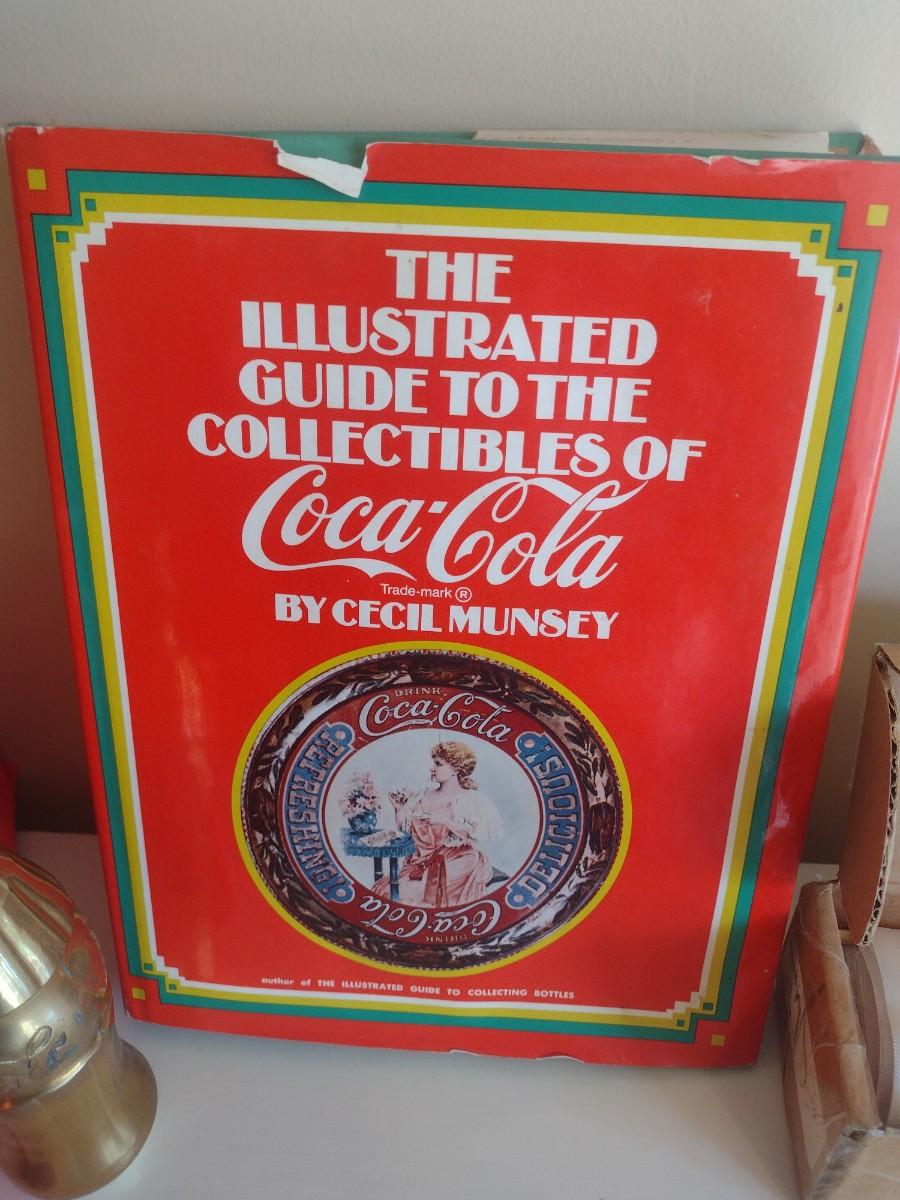 THE
ILLUSTRATED
GUIDE TO THE
COLLECTIBLES OF
Coca-Cola
Trade-mark ®
BY CECIL MUNSEY
DRINK
Coca-Cola
REFRESHING
DELICIOUS
DRINK
Coca-Cola
author of THE ILLUSTRATED GUIDE TO COLLECTING BOTTLES